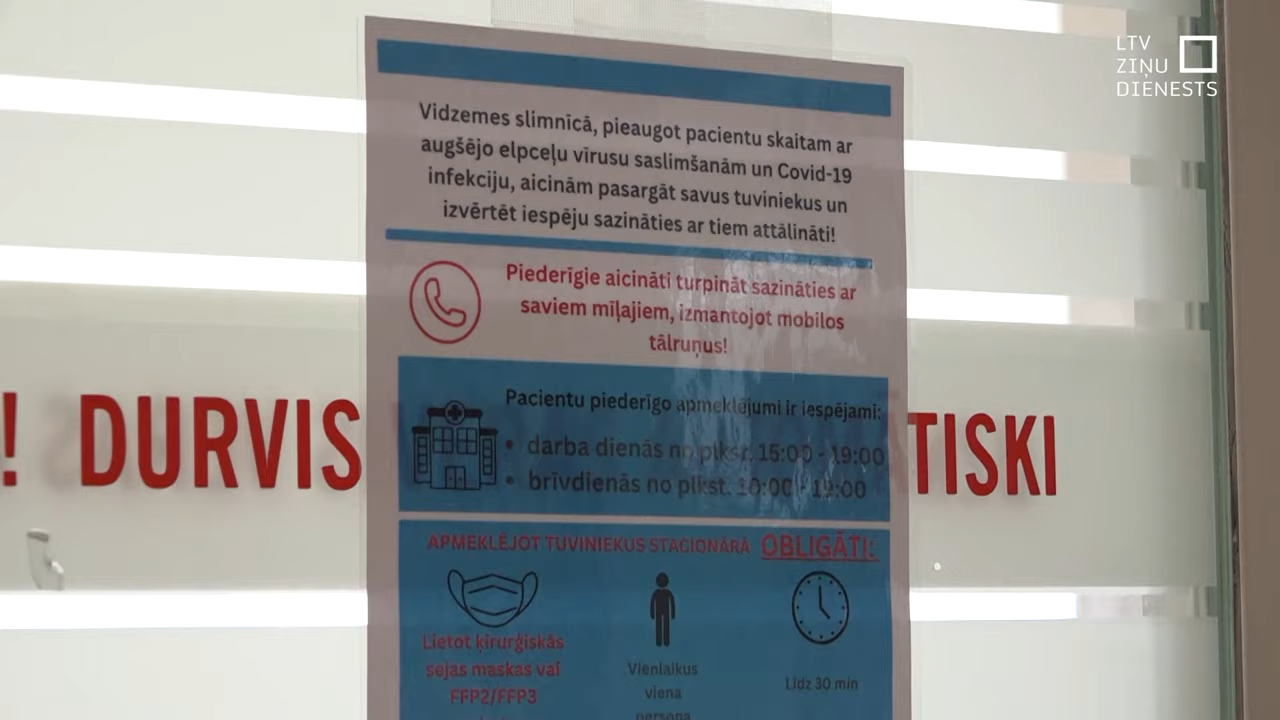 LTV
ZIŅU
DIENESTS
Vidzemes slimnīcā, pieaugot pacientu skaitam ar
augšējo elpceļu vīrusu saslimšanām un Covid-19
infekciju, aicinām pasargāt savus tuviniekus un
izvērtēt iespēju sazināties ar tiem attālināti!
Piederīgie aicināti turpināt sazināties ar
saviem mīļajiem, izmantojot mobilos
tālruņus!
! DURVIS
TISKI
Pacientu piederīgo apmeklējumi ir iespējami:
• darba dienās no plkst. 15:00 - 19:00
• brīvdienās no plkst. 10:00 - 19:00
APMEKLĒJOT TUVINIEKUS STACIONĀRĀ OBLIGĀTI:
Lietot ķirurģiskās
sejas maskas vai
FFP2/FFP3
Vienlaikus
viena
persona
Līdz 30 min